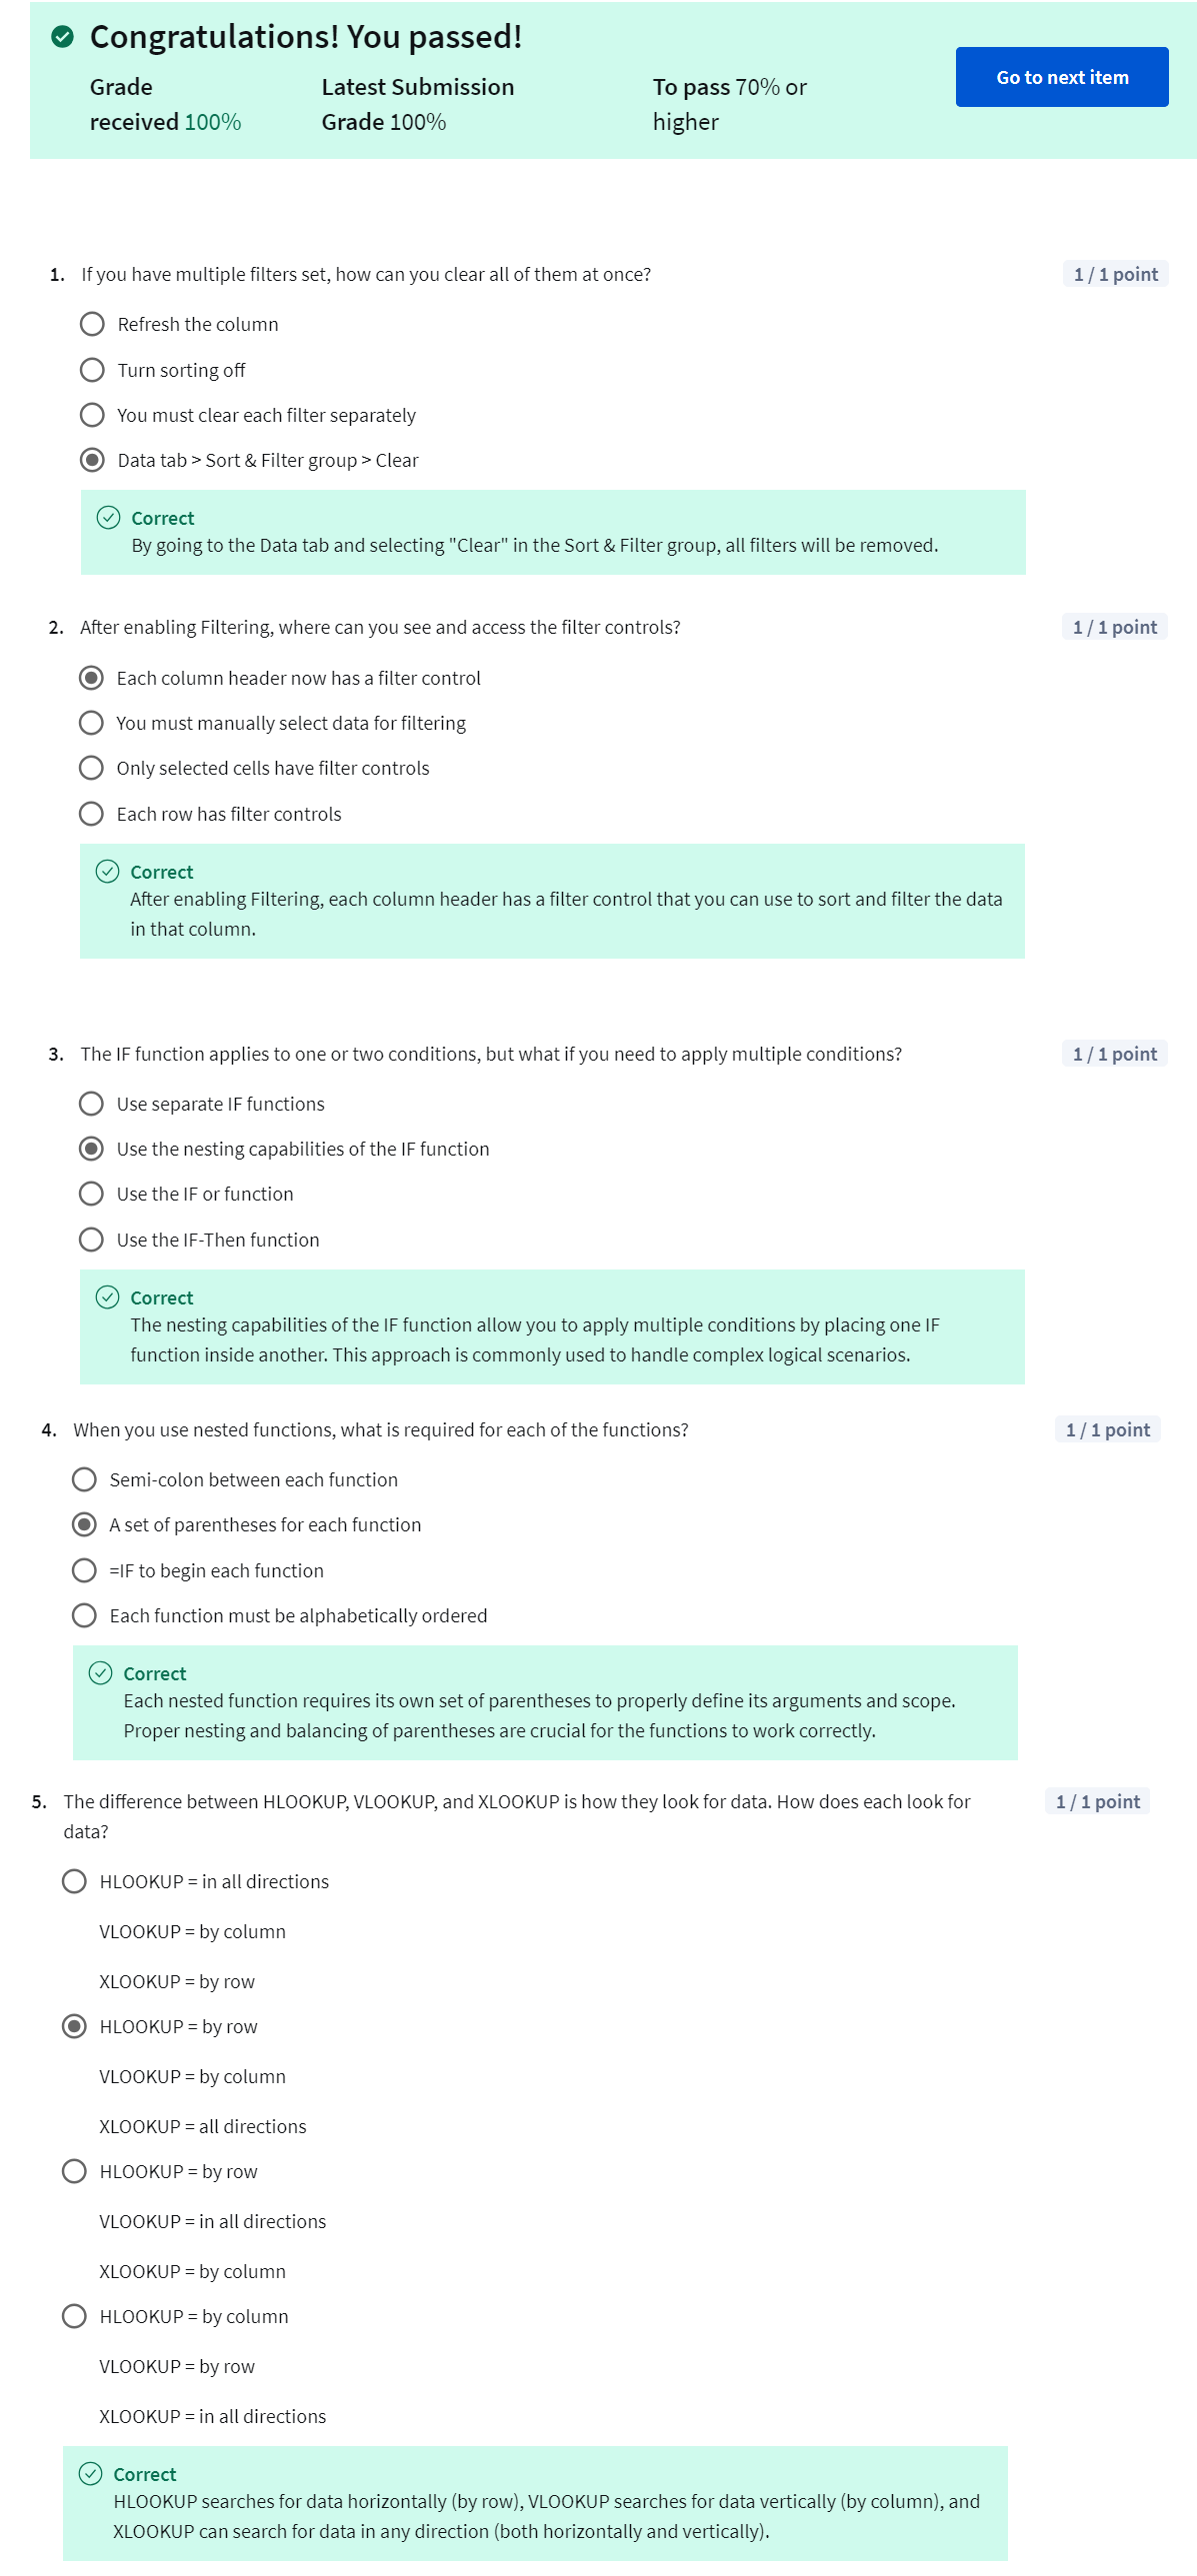 Congratulations! You passed!
Grade received 100%
Latest Submission Grade 100%
To pass 70% or higher
Go to next item
1. If you have multiple filters set, how can you clear all of them at once?
1 / 1 point
Refresh the column
Turn sorting off
You must clear each filter separately
Data tab > Sort & Filter group > Clear
Correct
By going to the Data tab and selecting "Clear" in the Sort & Filter group, all filters will be removed.
2. After enabling Filtering, where can you see and access the filter controls?
1 / 1 point
Each column header now has a filter control
You must manually select data for filtering
Only selected cells have filter controls
Each row has filter controls
Correct
After enabling Filtering, each column header has a filter control that you can use to sort and filter the data
in that column.
3. The IF function applies to one or two conditions, but what if you need to apply multiple conditions?
1 / 1 point
Use separate IF functions
Use the nesting capabilities of the IF function
Use the IF or function
Use the IF-Then function
Correct
The nesting capabilities of the IF function allow you to apply multiple conditions by placing one IF
function inside another. This approach is commonly used to handle complex logical scenarios.
4. When you use nested functions, what is required for each of the functions?
1 / 1 point
Semi-colon between each function
A set of parentheses for each function
=IF to begin each function
Each function must be alphabetically ordered
Correct
Each nested function requires its own set of parentheses to properly define its arguments and scope.
Proper nesting and balancing of parentheses are crucial for the functions to work correctly.
5. The difference between HLOOKUP, VLOOKUP, and XLOOKUP is how they look for data. How does each look for
data?
1 / 1 point
HLOOKUP = in all directions
VLOOKUP = by column
XLOOKUP = by row
HLOOKUP = by row
VLOOKUP = by column
XLOOKUP = all directions
HLOOKUP = by row
VLOOKUP = in all directions
XLOOKUP = by column
HLOOKUP = by column
VLOOKUP = by row
XLOOKUP = in all directions
Correct
HLOOKUP searches for data horizontally (by row), VLOOKUP searches for data vertically (by column), and
XLOOKUP can search for data in any direction (both horizontally and vertically).